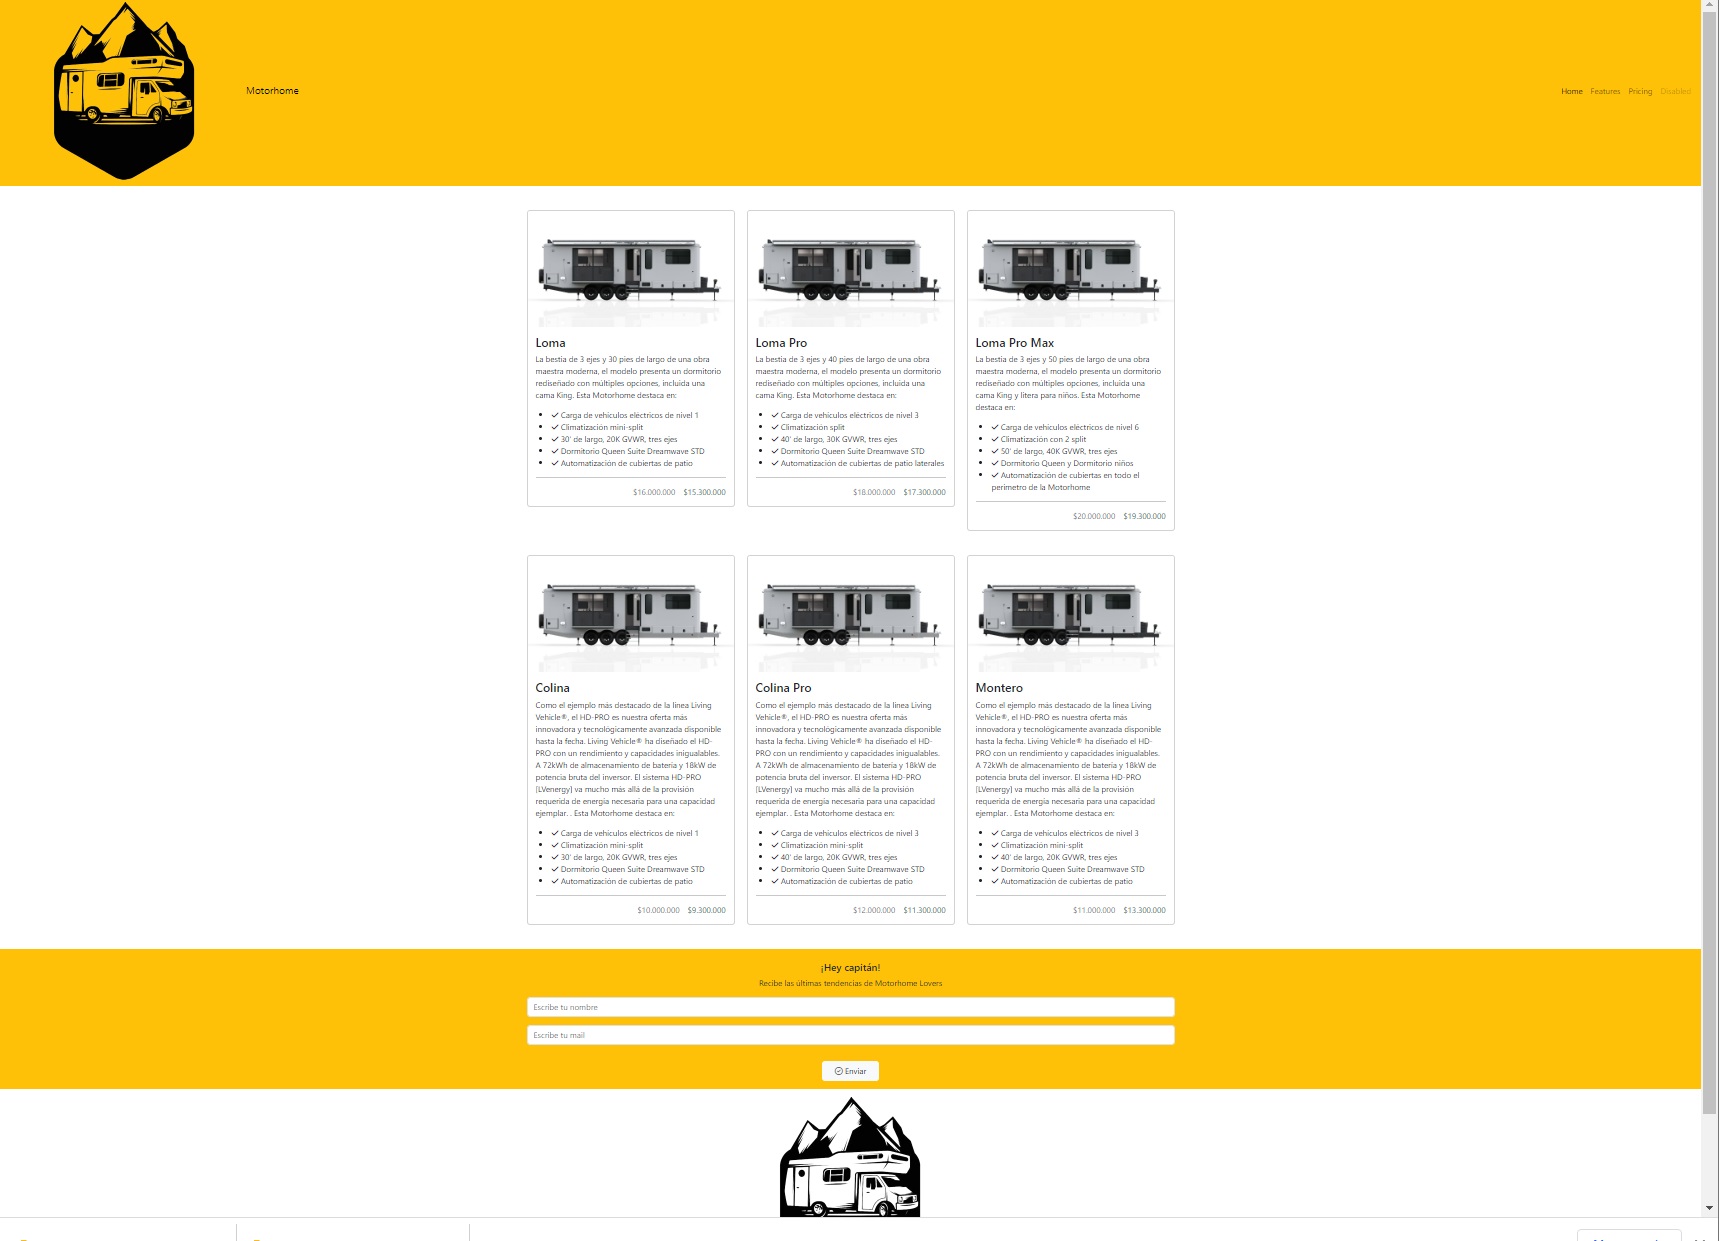 Motorhome
Home Features Pricing Disabled
Loma
La bestia de 3 ejes y 30 pies de largo de una obra
maestra moderna, el modelo presenta un dormitorio
rediseñado con múltiples opciones, incluida una
cama King. Esta Motorhome destaca en:
Carga de vehículos eléctricos de nivel 1
Climatización mini-split
30' de largo, 20K GVWR, tres ejes
Dormitorio Queen Suite Dreamwave STD
Automatización de cubiertas de patio
$16.000.000 $15.300.000
Loma Pro
La bestia de 3 ejes y 40 pies de largo de una obra
maestra moderna, el modelo presenta un dormitorio
rediseñado con múltiples opciones, incluida una
cama King. Esta Motorhome destaca en:
Carga de vehículos eléctricos de nivel 3
Climatización split
40' de largo, 30K GVWR, tres ejes
Dormitorio Queen Suite Dreamwave STD
Automatización de cubiertas de patio laterales
$18.000.000 $17.300.000
Loma Pro Max
La bestia de 3 ejes y 50 pies de largo de una obra
maestra moderna, el modelo presenta un dormitorio
rediseñado con múltiples opciones, incluida una
cama King y litera para niños. Esta Motorhome
destaca en:
Carga de vehículos eléctricos de nivel 6
Climatización con 2 split
50' de largo, 40K GVWR, tres ejes
Dormitorio Queen y Dormitorio niños
Automatización de cubiertas en todo el
perímetro de la Motorhome
$20.000.000 $19.300.000
Colina
Como el ejemplo más destacado de la línea Living
Vehicle®, el HD-PRO es nuestra oferta más
innovadora y tecnológicamente avanzada disponible
hasta la fecha. Living Vehicle® ha diseñado el HD-
PRO con un rendimiento y capacidades inigualables.
A 72kWh de almacenamiento de batería y 18kW de
potencia bruta del inversor. El sistema HD-PRO
[LVenergy] va mucho más allá de la provisión
requerida de energía necesaria para una capacidad
ejemplar. . Esta Motorhome destaca en:
Carga de vehículos eléctricos de nivel 1
Climatización mini-split
30' de largo, 20K GVWR, tres ejes
Dormitorio Queen Suite Dreamwave STD
Automatización de cubiertas de patio
$10.000.000 $9.300.000
Colina Pro
Como el ejemplo más destacado de la línea Living
Vehicle®, el HD-PRO es nuestra oferta más
innovadora y tecnológicamente avanzada disponible
hasta la fecha. Living Vehicle® ha diseñado el HD-
PRO con un rendimiento y capacidades inigualables.
A 72kWh de almacenamiento de batería y 18kW de
potencia bruta del inversor. El sistema HD-PRO
[LVenergy] va mucho más allá de la provisión
requerida de energía necesaria para una capacidad
ejemplar. . Esta Motorhome destaca en:
Carga de vehículos eléctricos de nivel 3
Climatización mini-split
40' de largo, 20K GVWR, tres ejes
Dormitorio Queen Suite Dreamwave STD
Automatización de cubiertas de patio
$12.000.000 $11.300.000
Montero
Como el ejemplo más destacado de la línea Living
Vehicle®, el HD-PRO es nuestra oferta más
innovadora y tecnológicamente avanzada disponible
hasta la fecha. Living Vehicle® ha diseñado el HD-
PRO con un rendimiento y capacidades inigualables.
A 72kWh de almacenamiento de batería y 18kW de
potencia bruta del inversor. El sistema HD-PRO
[LVenergy] va mucho más allá de la provisión
requerida de energía necesaria para una capacidad
ejemplar. . Esta Motorhome destaca en:
Carga de vehículos eléctricos de nivel 3
Climatización mini-split
40' de largo, 20K GVWR, tres ejes
Dormitorio Queen Suite Dreamwave STD
Automatización de cubiertas de patio
$11.000.000 $13.300.000
¡Hey capitán!
Recibe las últimas tendencias de Motorhome Lovers
Escribe tu nombre
Escribe tu mail
Enviar